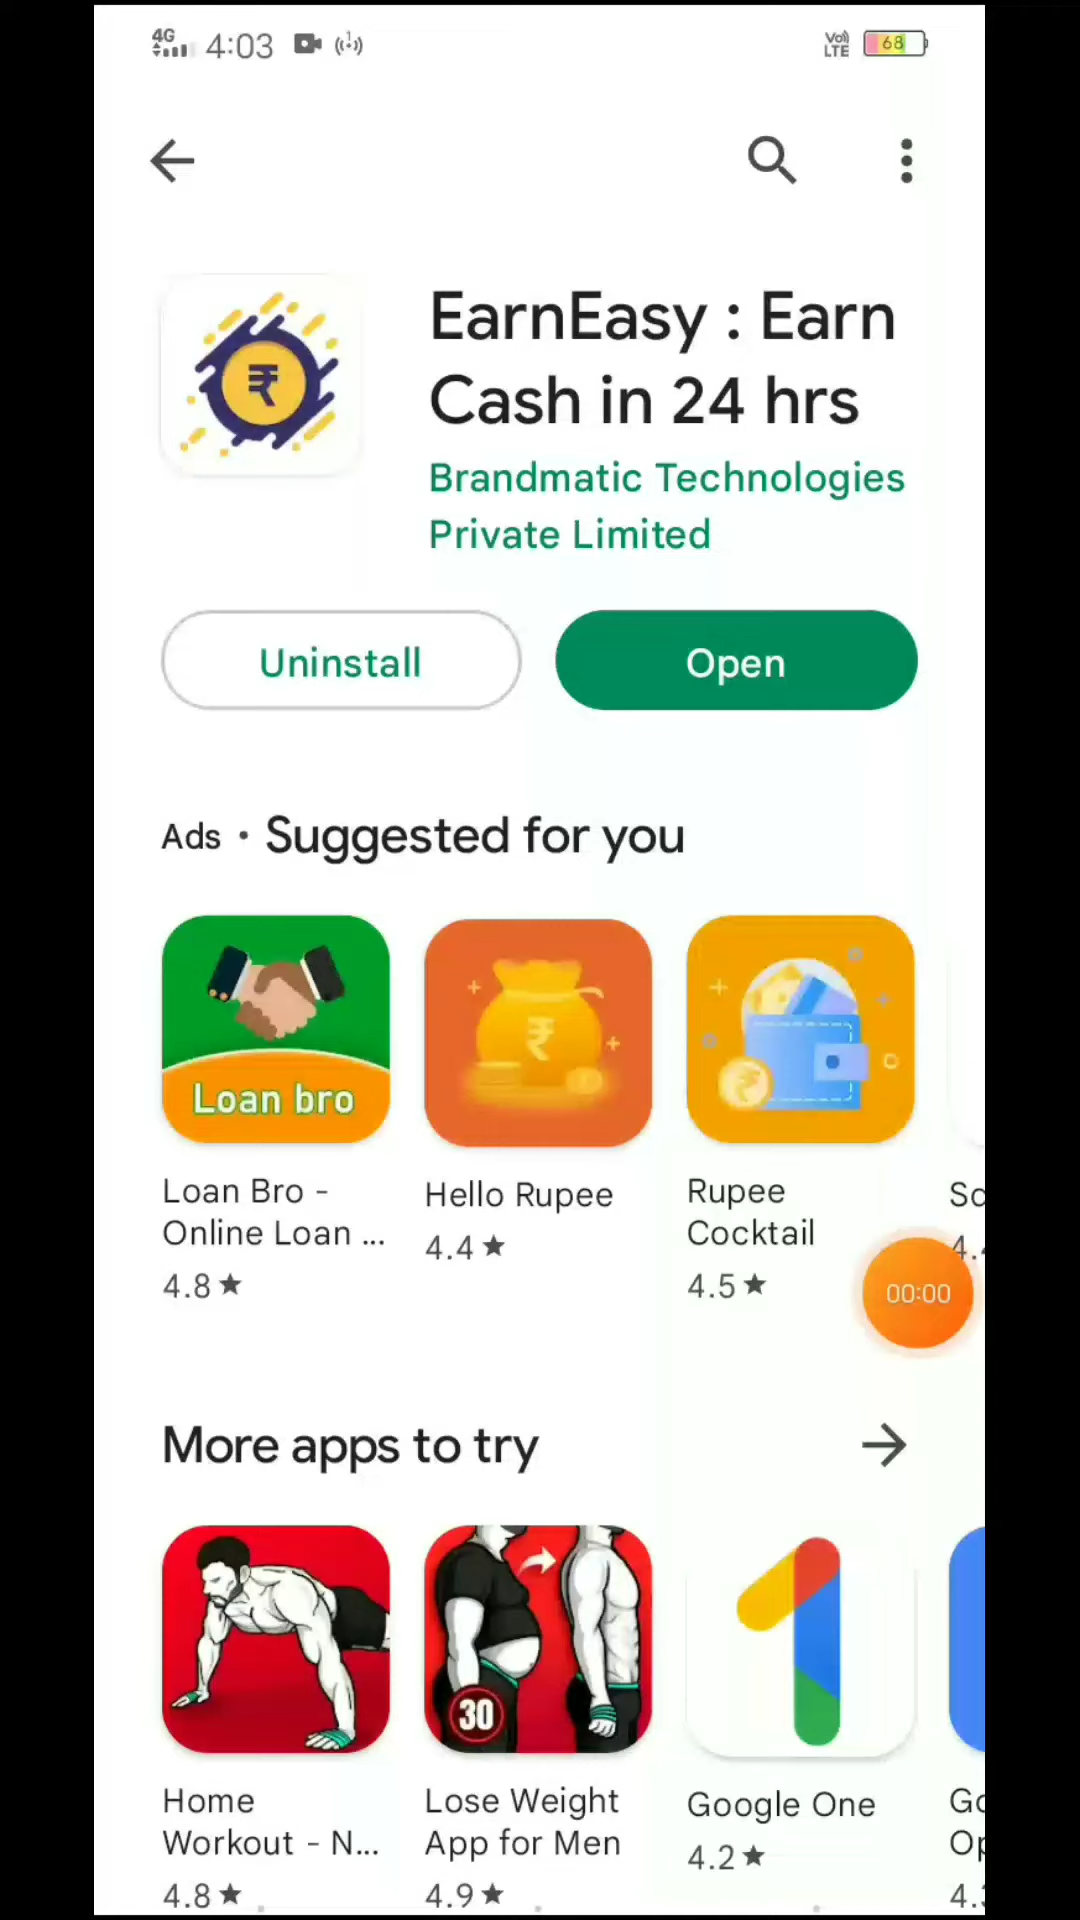 4G 4:03 Vo) LTE 68
EarnEasy : Earn
Cash in 24 hrs
Brandmatic Technologies
Private Limited
Uninstall Open
Ads • Suggested for you
Loan bro
Loan Bro -
Online Loan ...
4.8 ★
Hello Rupee
4.4 ★
Rupee
Cocktail
4.5 ★
00:00
More apps to try
30
Home
Workout - N...
4.8 ★
Lose Weight
App for Men
4.9 ★
Google One
4.2 ★